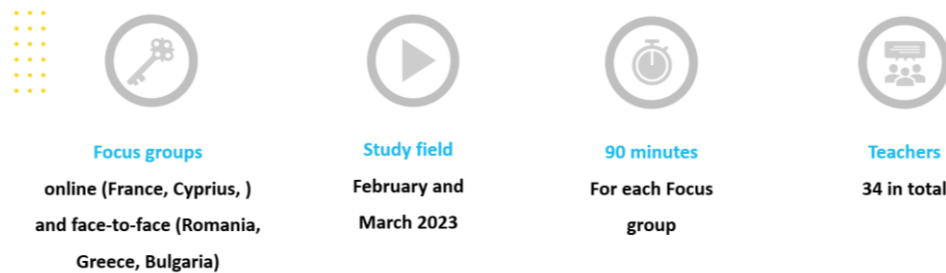 Focus groups
online (France, Cyprius, )
and face-to-face (Romania,
Greece, Bulgaria)
Study field
February and
March 2023
90 minutes
For each Focus
group
Teachers
34 in total